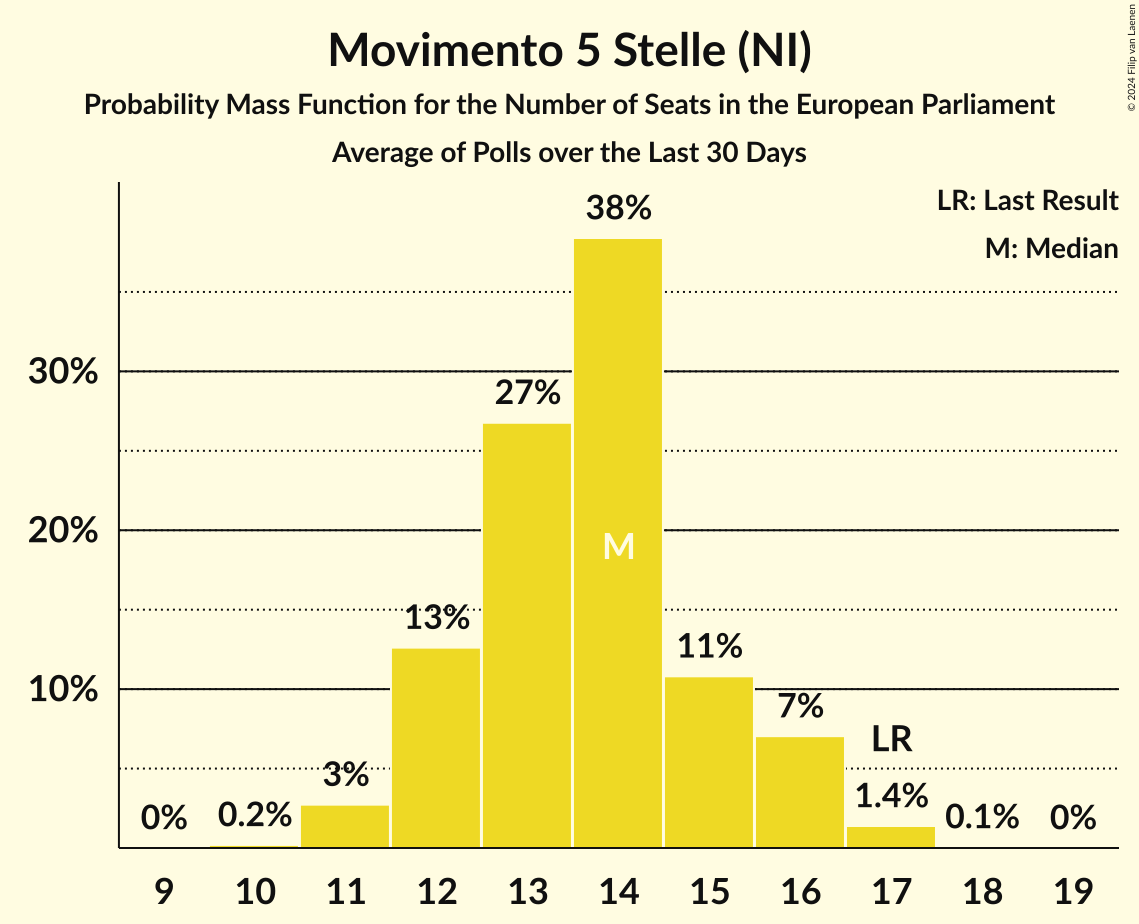 Movimento 5 Stelle (NI)
Probability Mass Function for the Number of Seats in the European Parliament
Average of Polls over the Last 30 Days
© 2024 Filip van Laenen
LR: Last Result
M: Median
38%
30%
27%
20%
M
13%
11%
10%
7%
LR
3%
1.4%
0% 0.2% 0.1% 0%
9 10 11 12 13 14 15 16 17 18 19